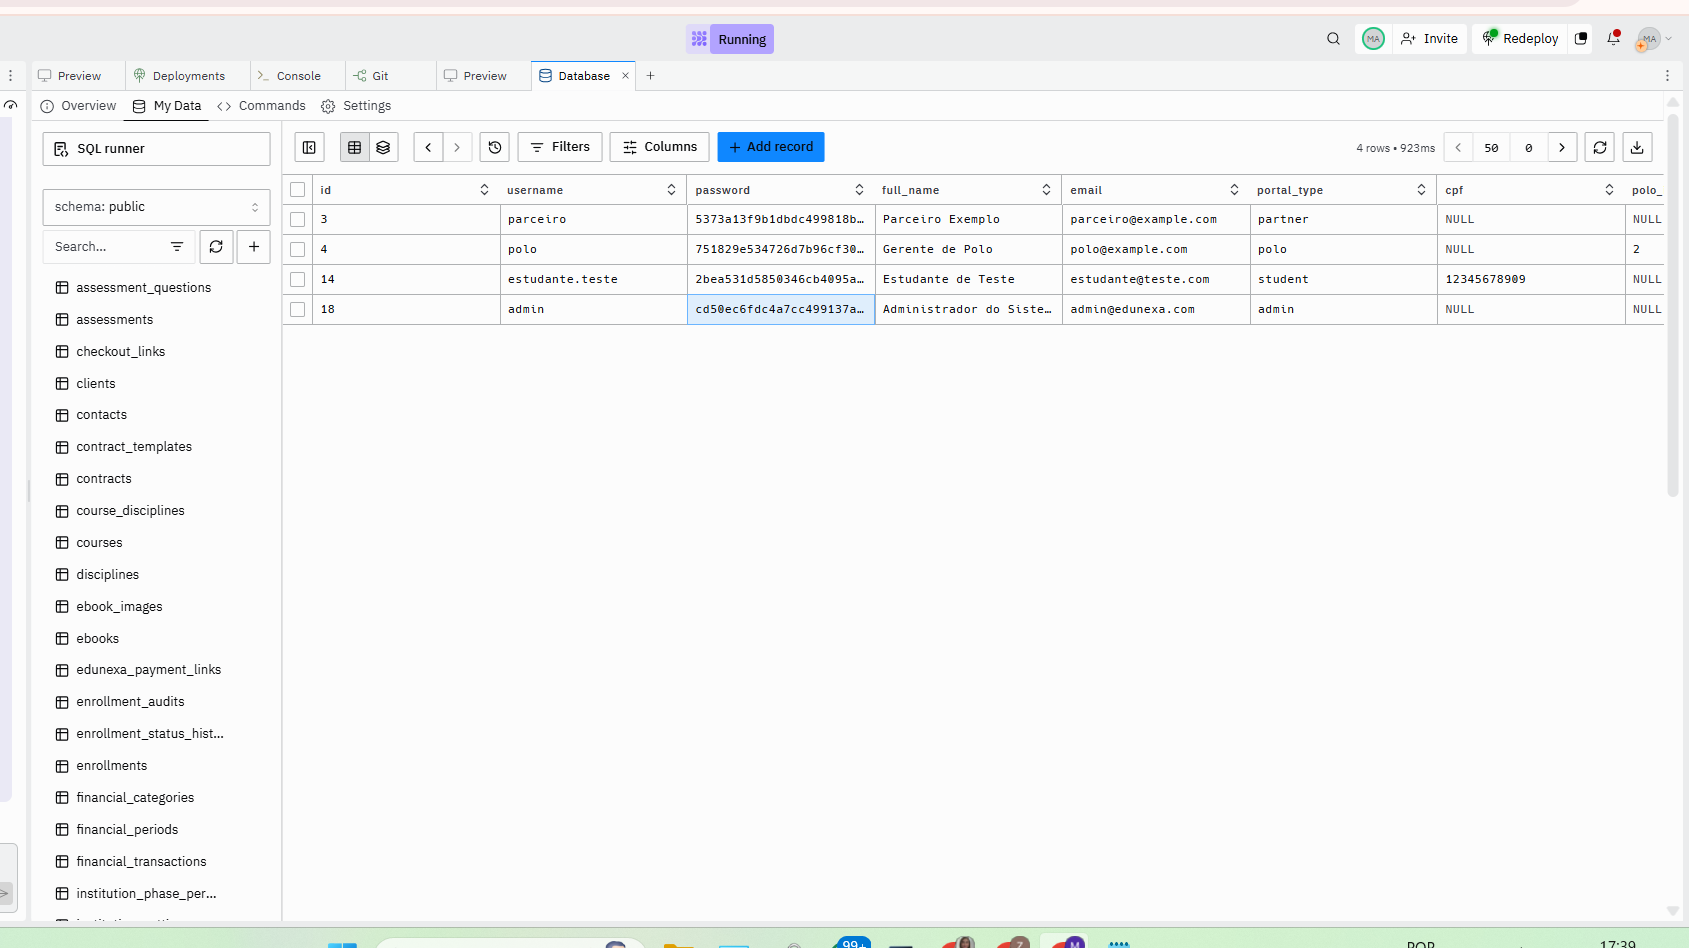 Running
MA
Invite
Redeploy
MA
Preview
Deployments
Console
Git
Preview
Database
Overview
My Data
Commands
Settings
SQL runner
Filters
Columns
Add record
4 rows • 923ms
50
0
schema: public
Search...
id username password full_name email portal_type cpf polo_
3 parceiro 5373a13f9b1dbdc499818b… Parceiro Exemplo parceiro@example.com partner NULL NULL
4 polo 751829e534726d7b96cf30… Gerente de Polo polo@example.com polo NULL 2
14 estudante.teste 2bea531d5850346cb4095a… Estudante de Teste estudante@teste.com student 12345678909 NULL
18 admin cd50ec6fdc4a7cc499137a… Administrador do Siste… admin@edunexa.com admin NULL NULL
assessment_questions
assessments
checkout_links
clients
contacts
contract_templates
contracts
course_disciplines
courses
disciplines
ebook_images
ebooks
edunexa_payment_links
enrollment_audits
enrollment_status_hist...
enrollments
financial_categories
financial_periods
financial_transactions
institution_phase_per...
99+
Z
M
POR
17:39